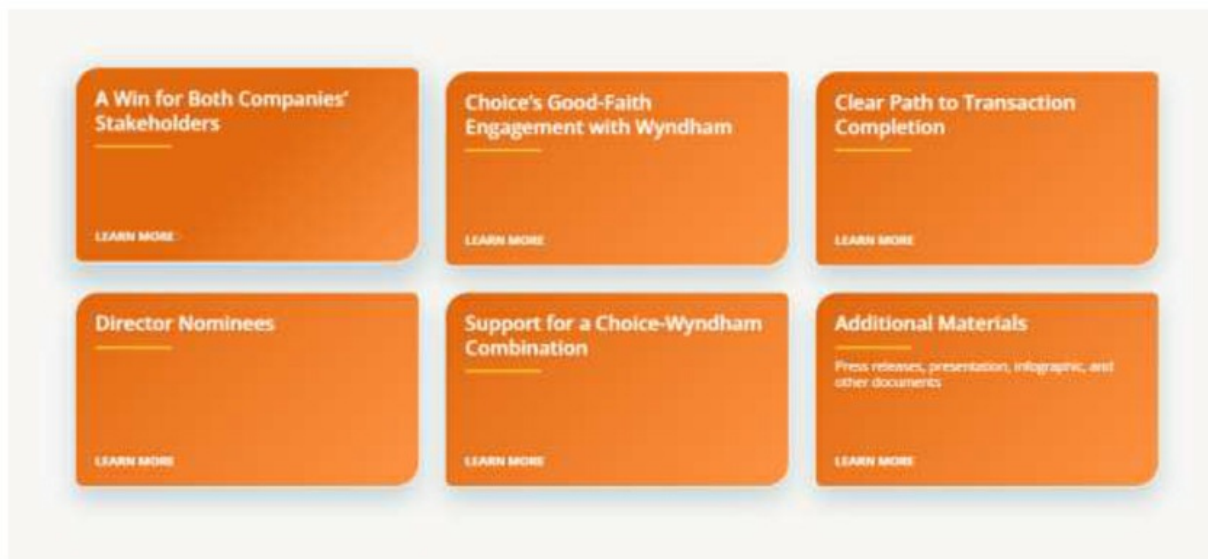 A Win for Both Companies'
Stakeholders
LEARN MORE
Choice's Good-Faith
Engagement with Wyndham
LEARN MORE
Clear Path to Transaction
Completion
LEARN MORE
Director Nominees
LEARN MORE
Support for a Choice-Wyndham
Combination
LEARN MORE
Additional Materials
Press releases, presentation, infographic, and
other documents
LEARN MORE